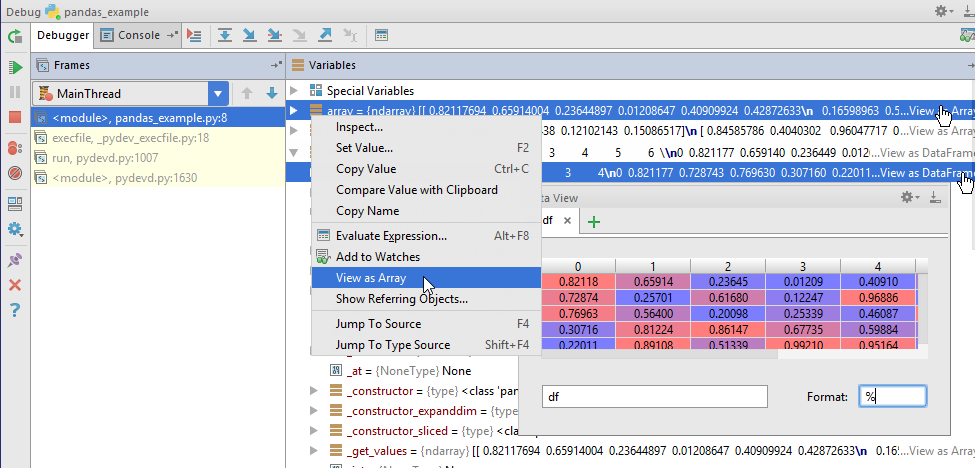 Debug pandas_example
Debugger Console
Frames
Variables
MainThread
<module>, pandas_example.py:8
execfile, _pydev_execfile.py:18
run, pydevd.py:1007
<module>, pydevd.py:1630
Special Variables
array = {ndarray} [[ 0.82117694 0.65914004 0.23644897 0.01208647 0.40909924 0.42872633\n 0.16598963 0.5...View as Array
438 0.12102143 0.15086517]\n [ 0.84585786 0.4040302 0.96047717 0...View as Array
3 4 5 6 \\n0 0.821177 0.659140 0.236449 0.012...View as DataFrame
3 4\n0 0.821177 0.728743 0.769630 0.307160 0.22011...View as DataFrame
Inspect...
Set Value... F2
Copy Value Ctrl+C
Compare Value with Clipboard
Copy Name
Evaluate Expression... Alt+F8
Add to Watches
View as Array
Show Referring Objects...
Jump To Source F4
Jump To Type Source Shift+F4
ta View
df
0 1 2 3 4
0.82118 0.65914 0.23645 0.01209 0.40910
0.72874 0.25701 0.61680 0.12247 0.96886
0.76963 0.56400 0.20098 0.25339 0.46087
0.30716 0.81224 0.86147 0.67735 0.59884
0.22011 0.89108 0.51339 0.99210 0.95164
df Format: %
_at = {NoneType} None
_constructor = {type} <class 'pan
_constructor_expanddim = {type}
_constructor_sliced = {type} <clas
_get_values = {ndarray} [[ 0.82117694 0.65914004 0.23644897 0.01208647 0.40909924 0.42872633\n 0.165...View as Array